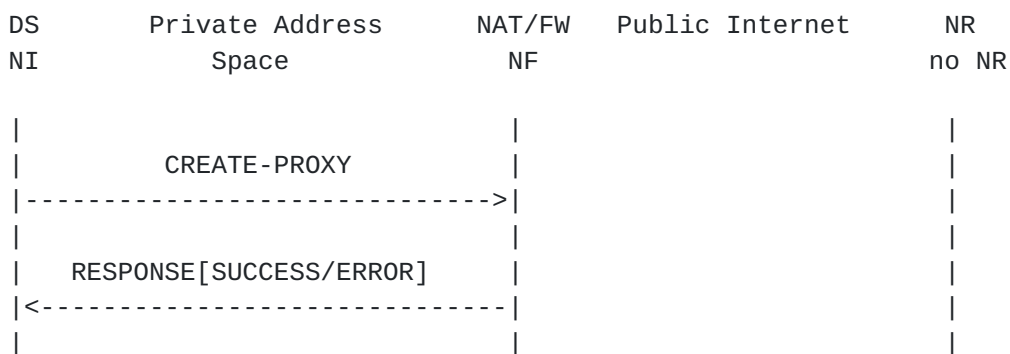 DS       Private Address      NAT/FW   Public Internet      NR
NI           Space              NF                         no NR

|                               |                           |
|         CREATE-PROXY          |                           |
|------------------------------>|                           |
|                               |                           |
|   RESPONSE[SUCCESS/ERROR]     |                           |
|<------------------------------|                           |
|                               |                           |